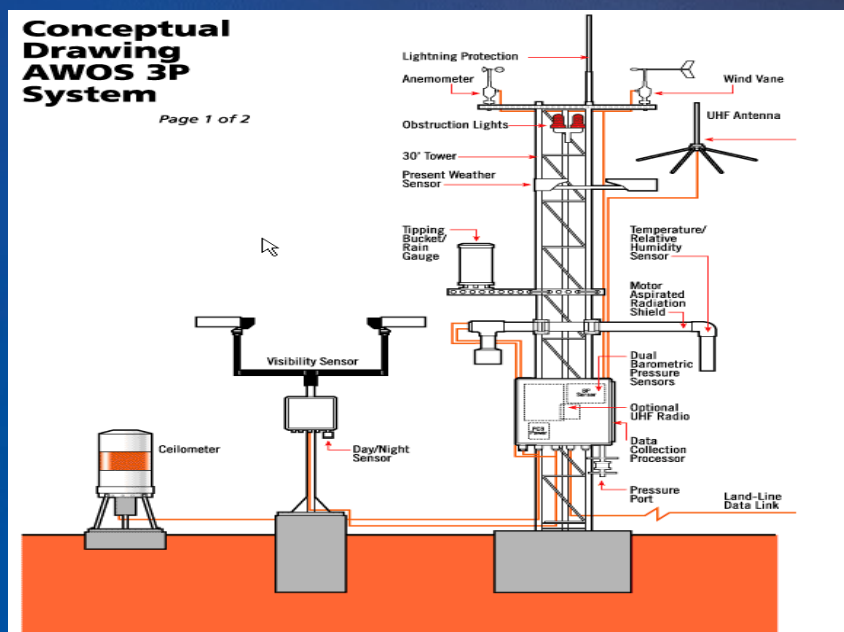 Conceptual
Drawing
AWOS 3P
System
Page 1 of 2
Lightning Protection
Anemometer
Wind Vane
UHF Antenna
Obstruction Lights
30' Tower
Present Weather
Sensor
Tipping
Bucket/
Rain
Gauge
Temperature/
Relative
Humidity
Sensor
Motor
Aspirated
Radiation
Shield
Visibility Sensor
Dual
Barometric
Pressure
Sensors
BP
Sensor
Optional
UHF Radio
Data
Collection
Processor
Ceilometer
Day/Night
Sensor
Pressure
Port
Land-Line
Data Link